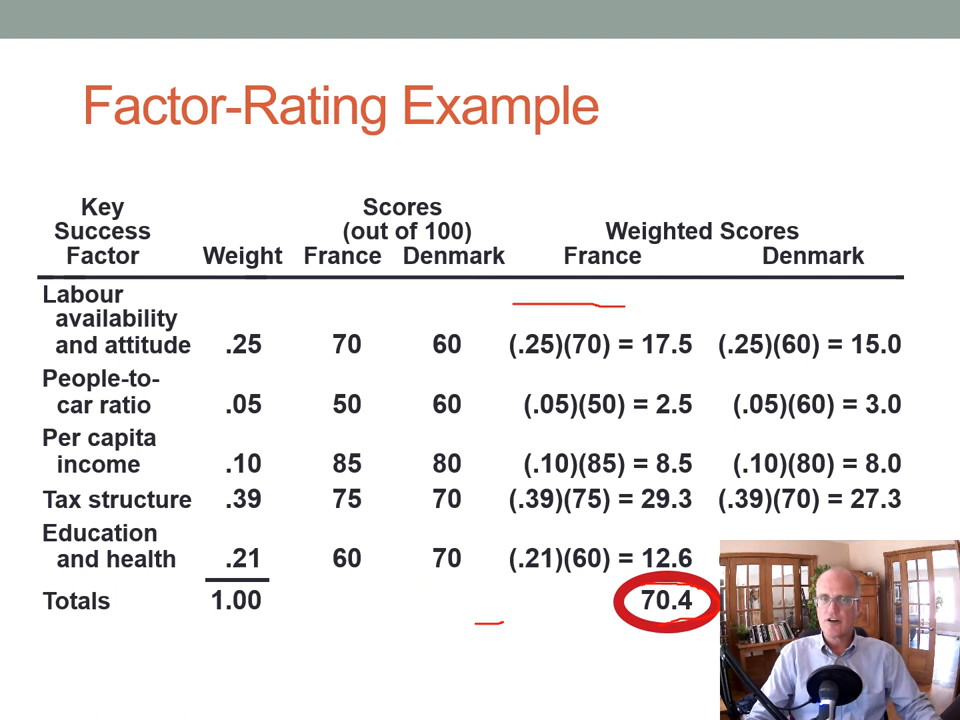 Factor-Rating Example
Key Success Factor
Weight
Scores (out of 100)
France Denmark
Weighted Scores
France Denmark
Labour availability and attitude .25 70 60 (.25)(70) = 17.5 (.25)(60) = 15.0
People-to-car ratio .05 50 60 (.05)(50) = 2.5 (.05)(60) = 3.0
Per capita income .10 85 80 (.10)(85) = 8.5 (.10)(80) = 8.0
Tax structure .39 75 70 (.39)(75) = 29.3 (.39)(70) = 27.3
Education and health .21 60 70 (.21)(60) = 12.6
Totals 1.00 70.4